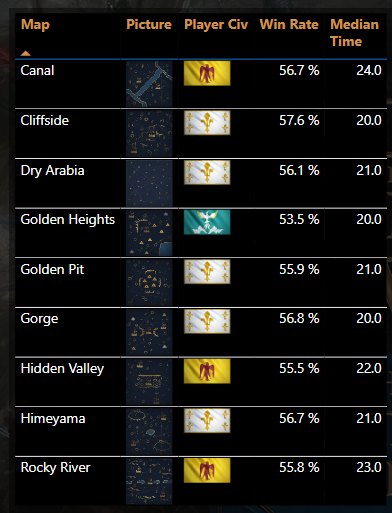 Map Picture Player Civ Win Rate Median
Time
Canal 56.7 % 24.0
Cliffside 57.6 % 20.0
Dry Arabia 56.1 % 21.0
Golden Heights 53.5 % 20.0
Golden Pit 55.9 % 21.0
Gorge 56.8 % 20.0
Hidden Valley 55.5 % 22.0
Himeyama 56.7 % 21.0
Rocky River 55.8 % 23.0